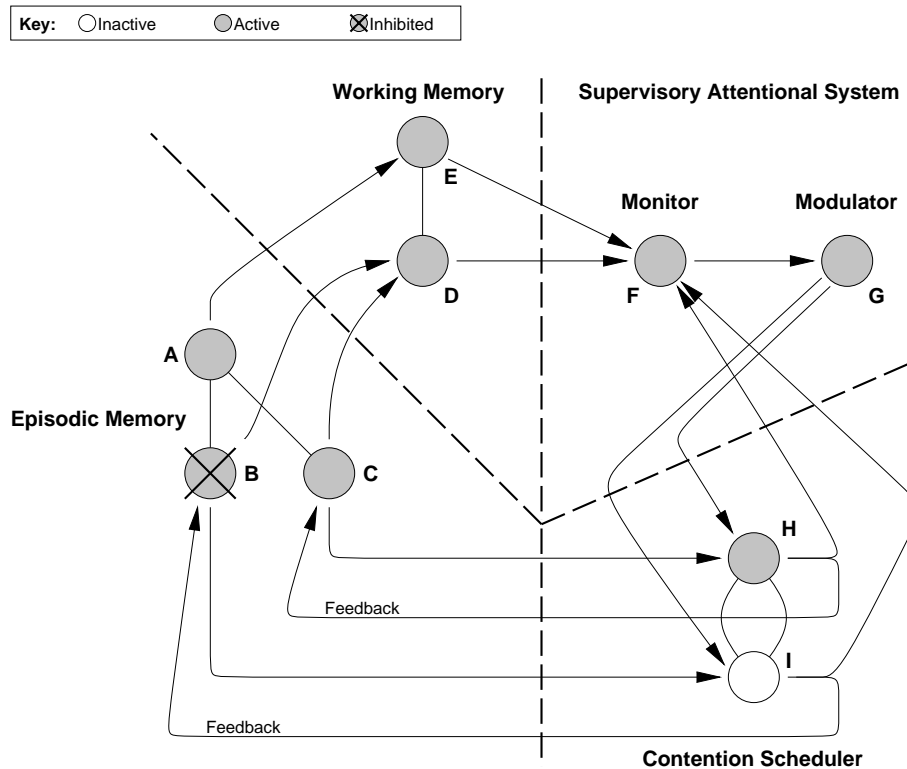 Key: Inactive Active Inhibited
Working Memory Supervisory Attentional System
E
Monitor Modulator
D F G
A
Episodic Memory
B C
H
Feedback
I
Feedback
Contention Scheduler